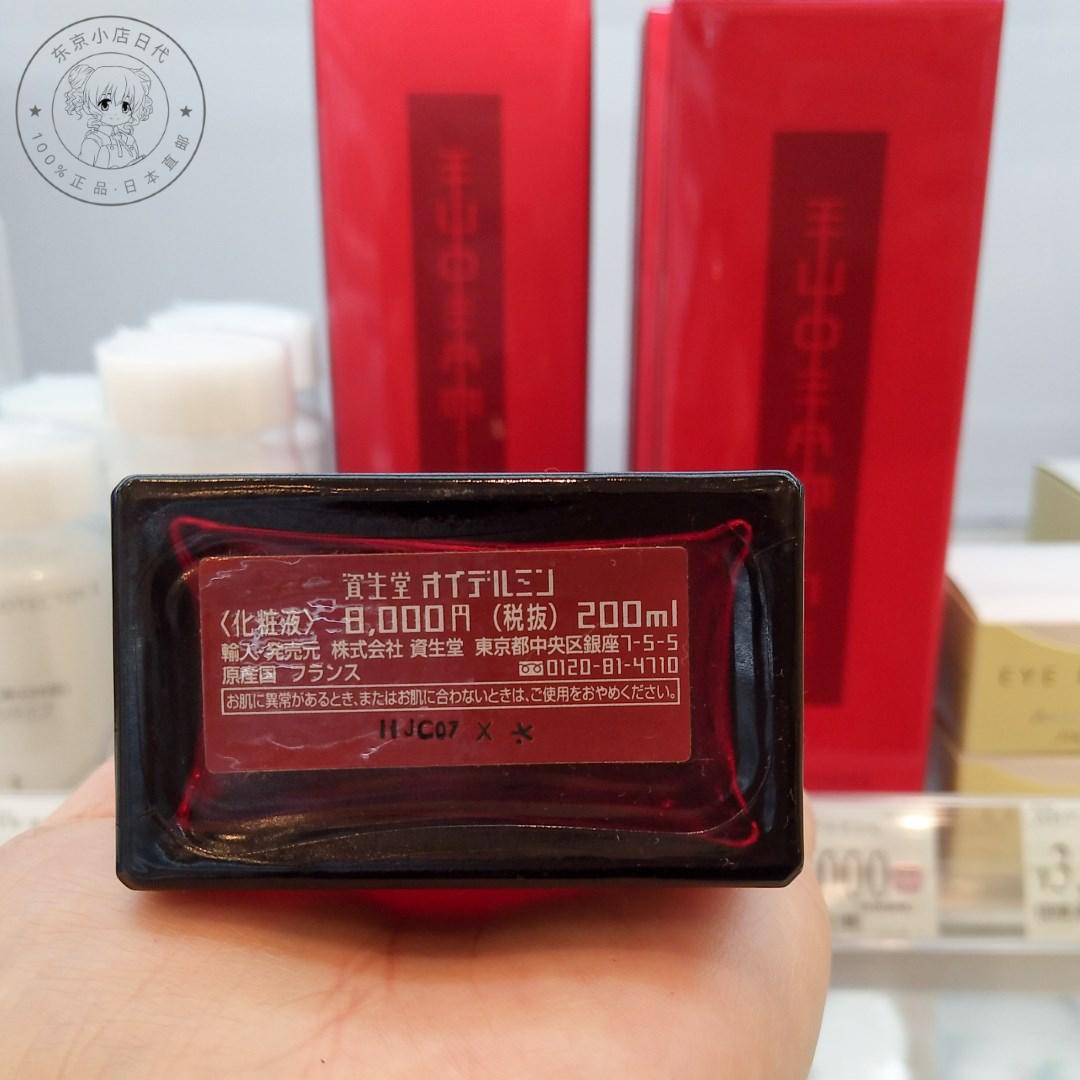 东京小店日代
100%正品·日本直邮
資生堂 オイデルミン
〈化粧液〉 8,000円 (税抜) 200ml
輸入・発売元 株式会社 資生堂 東京都中央区銀座7-5-5
原産国 フランス 0120-81-4710
お肌に異常があるとき、またはお肌に合わないときは、ご使用をおやめください。
HJC07 X
EYE